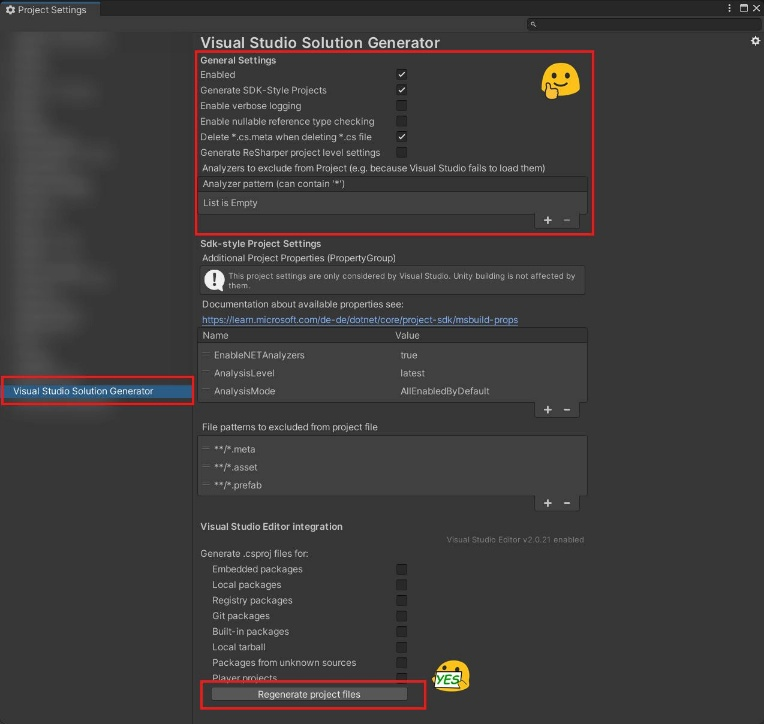 Project Settings
Visual Studio Solution Generator
General Settings
Enabled
Generate SDK-Style Projects
Enable verbose logging
Enable nullable reference type checking
Delete *.cs.meta when deleting *.cs file
Generate ReSharper project level settings
Analyzers to exclude from Project (e.g. because Visual Studio fails to load them)
Analyzer pattern (can contain '*')
List is Empty
Sdk-style Project Settings
Additional Project Properties (PropertyGroup)
This project settings are only considered by Visual Studio. Unity building is not affected by
them.
Documentation about available properties see:
https://learn.microsoft.com/de-de/dotnet/core/project-sdk/msbuild-props
Name Value
EnableNETAnalyzers true
AnalysisLevel latest
Visual Studio Solution Generator
AnalysisMode AllEnabledByDefault
File patterns to excluded from project file
**/*.meta
**/*.asset
**/*.prefab
Visual Studio Editor integration
Visual Studio Editor v2.0.21 enabled
Generate .csproj files for:
Embedded packages
Local packages
Registry packages
Git packages
Built-in packages
Local tarball
Packages from unknown sources
Player projects
YES
Regenerate project files